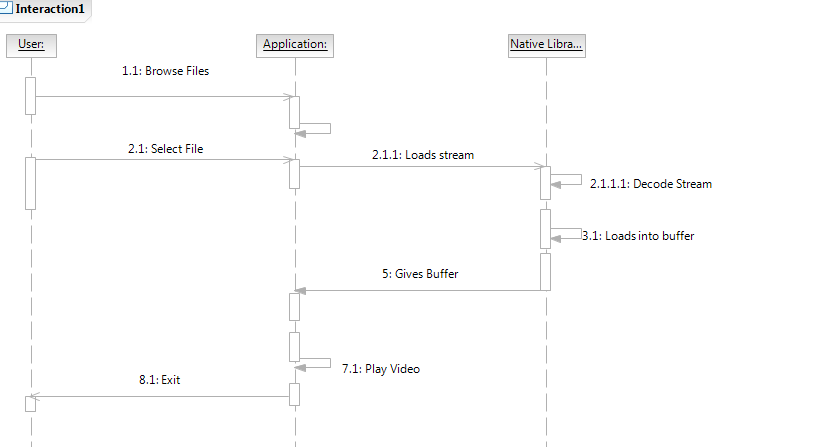 Interaction1
User:
Application:
Native Libra...
1.1: Browse Files
2.1: Select File
2.1.1: Loads stream
2.1.1.1: Decode Stream
3.1: Loads into buffer
5: Gives Buffer
7.1: Play Video
8.1: Exit